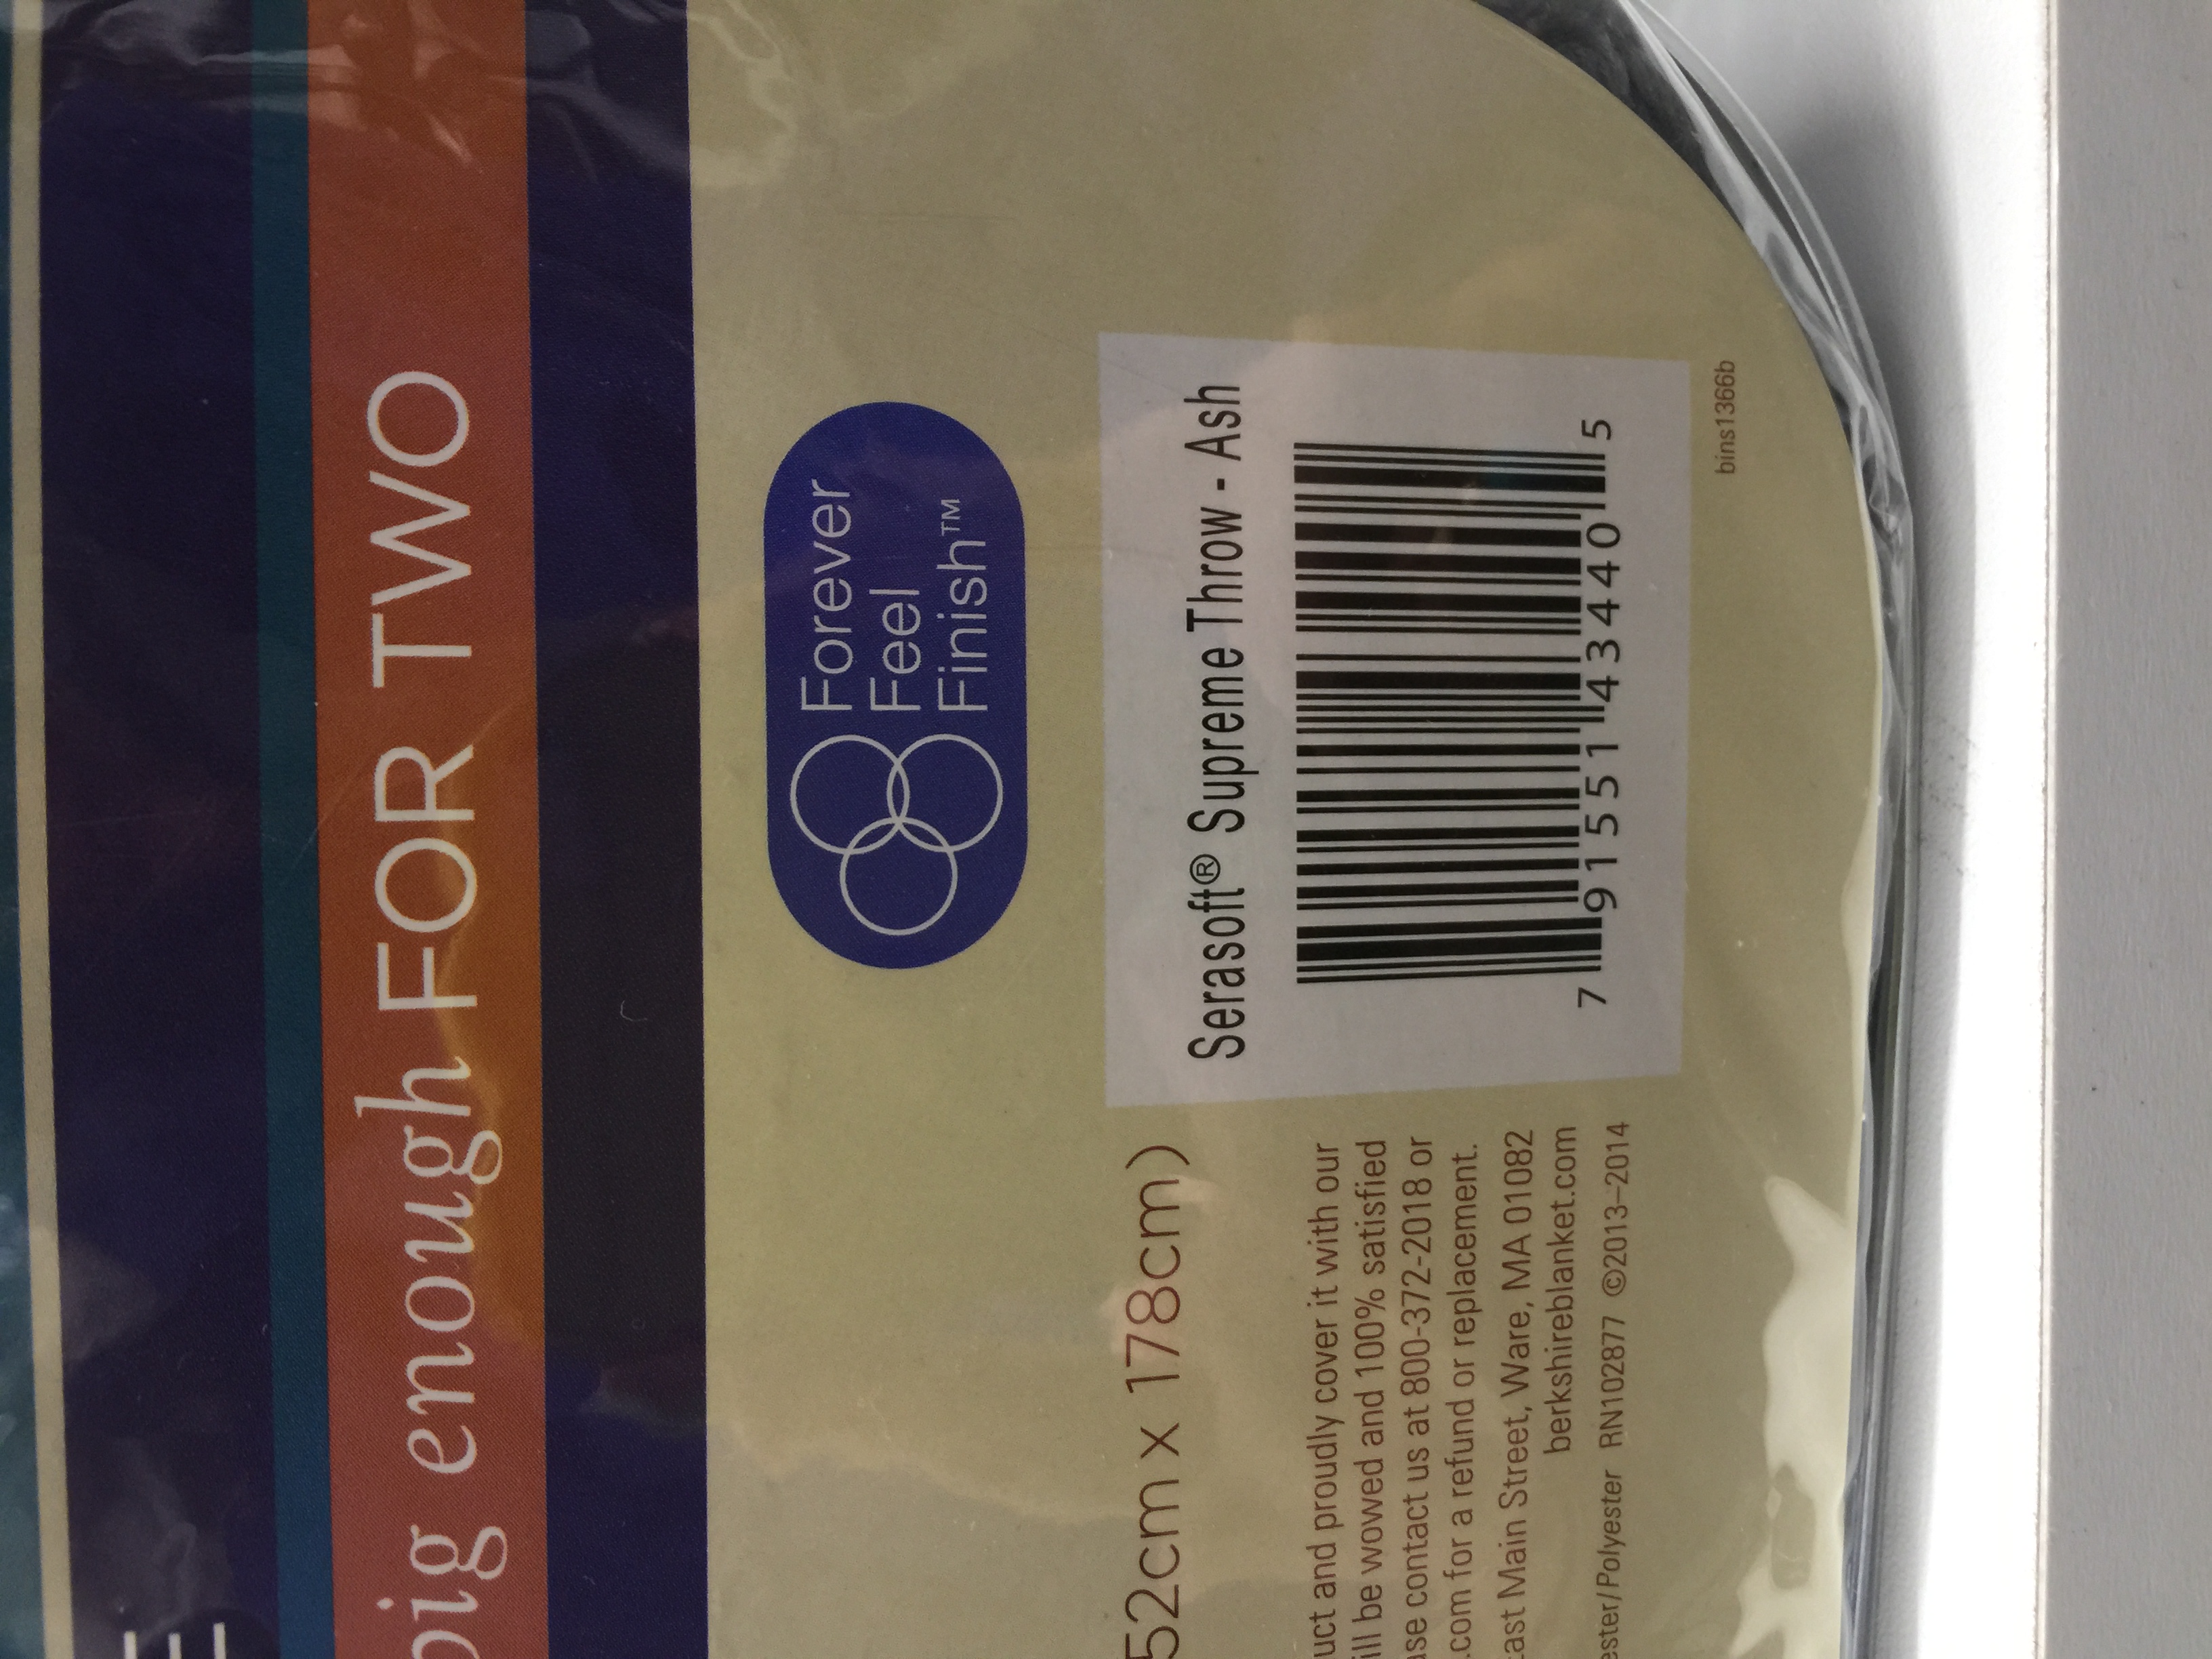 E
big enough FOR TWO
Forever
Feel
Finish™
52cm x 178cm)
Serasoft® Supreme Throw - Ash
uct and proudly cover it with our
ill be wowed and 100% satisfied
ase contact us at 800-372-2018 or
.com for a refund or replacement.
East Main Street, Ware, MA 01082
berkshireblanket.com
ester/Polyester RN102877 ©2013–2014
7 91551 43440 5
bins1366b